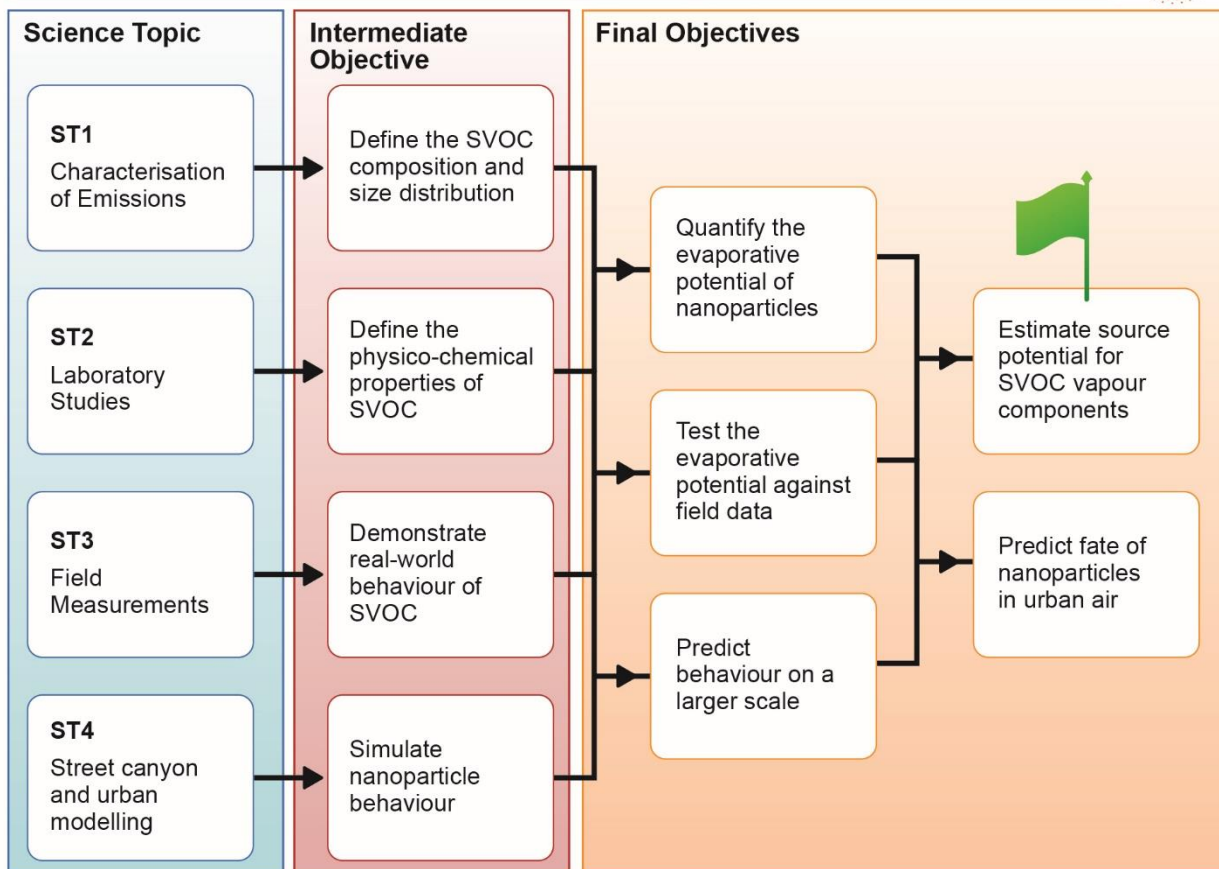 Science Topic
Intermediate
Objective
Final Objectives
ST1
Characterisation
of Emissions
Define the SVOC
composition and
size distribution
ST2
Laboratory
Studies
Define the
physico-chemical
properties of
SVOC
ST3
Field
Measurements
Demonstrate
real-world
behaviour of
SVOC
ST4
Street canyon
and urban
modelling
Simulate
nanoparticle
behaviour
Quantify the
evaporative
potential of
nanoparticles
Test the
evaporative
potential against
field data
Predict
behaviour on a
larger scale
Estimate source
potential for
SVOC vapour
components
Predict fate of
nanoparticles
in urban air